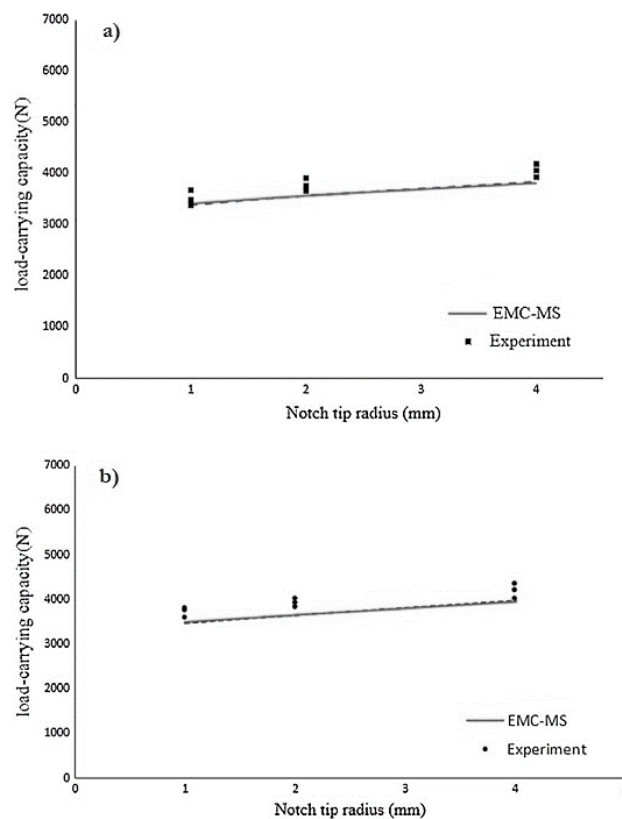 a)
7000
6000
5000
4000
3000
2000
1000
0
load-carrying capacity(N)
0 1 2 3 4
Notch tip radius (mm)
EMC-MS
Experiment
b)
7000
6000
5000
4000
3000
2000
1000
0
load-carrying capacity(N)
0 1 2 3 4
Notch tip radius (mm)
EMC-MS
Experiment